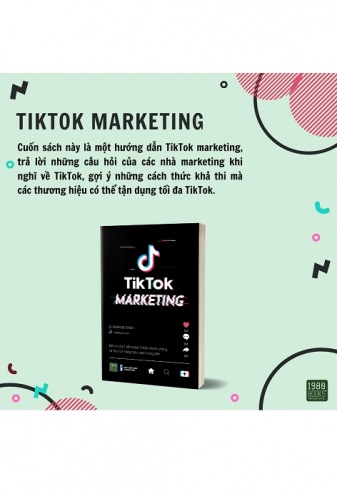 TIKTOK MARKETING
Cuốn sách này là một hướng dẫn TikTok marketing,
trả lời những câu hỏi của các nhà marketing khi
nghĩ về TikTok, gợi ý những cách thức khả thi mà
các thương hiệu có thể tận dụng tối đa TikTok.
TikTok
MARKETING
1980
BOOKS